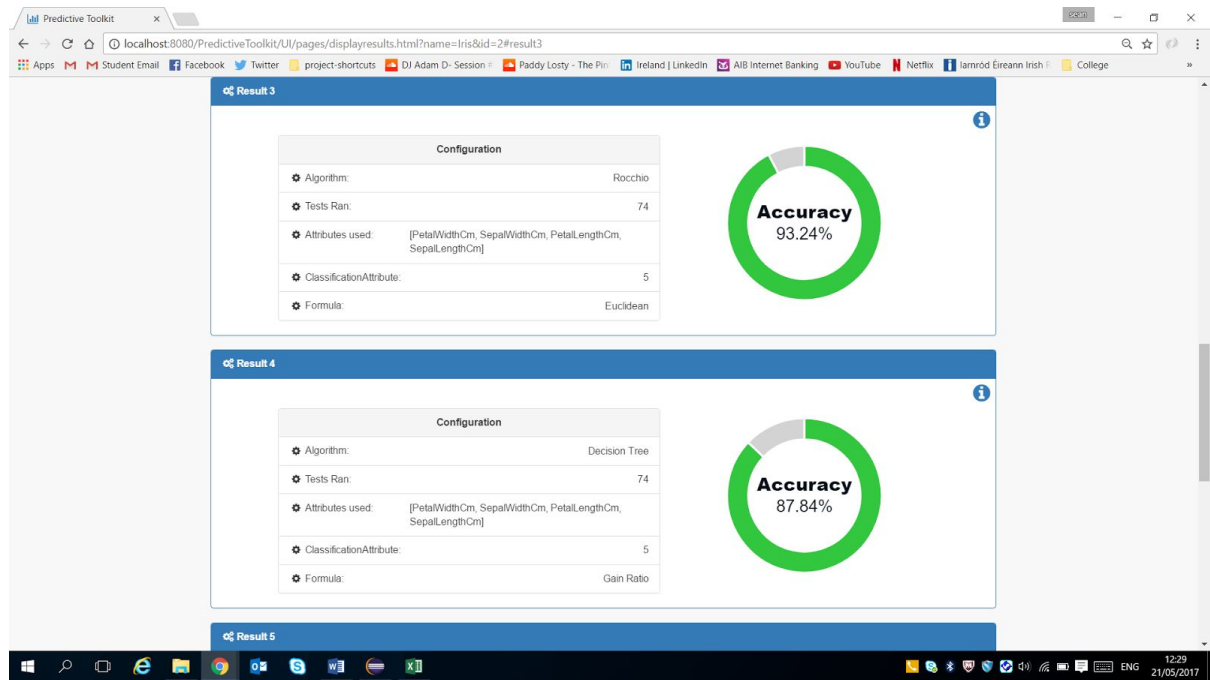 Predictive Toolkit
sean
localhost:8080/PredictiveToolkit/UI/pages/displayresults.html?name=Iris&id=2#result3
Apps Student Email Facebook Twitter project-shortcuts DJ Adam D- Session Paddy Losty - The Pin Ireland | LinkedIn AIB Internet Banking YouTube Netflix Iarnród Éireann Irish R College »
Result 3
Configuration
Algorithm: Rocchio
Tests Ran: 74
Attributes used: [PetalWidthCm, SepalWidthCm, PetalLengthCm,
SepalLengthCm]
ClassificationAttribute: 5
Formula: Euclidean
Accuracy
93.24%
Result 4
Configuration
Algorithm: Decision Tree
Tests Ran: 74
Attributes used: [PetalWidthCm, SepalWidthCm, PetalLengthCm,
SepalLengthCm]
ClassificationAttribute: 5
Formula: Gain Ratio
Accuracy
87.84%
Result 5
ENG
12:29
21/05/2017